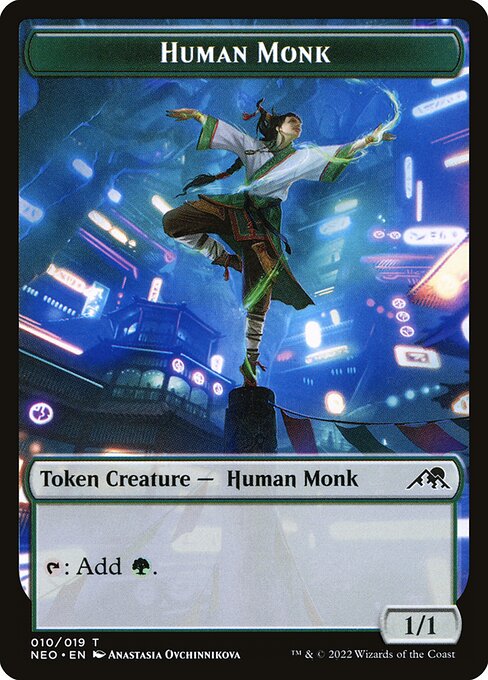 Human Monk
Token Creature — Human Monk
: Add .
1/1
010/019 T
NEO • EN Anastasia Ovchinnikova
™ & © 2022 Wizards of the Coast